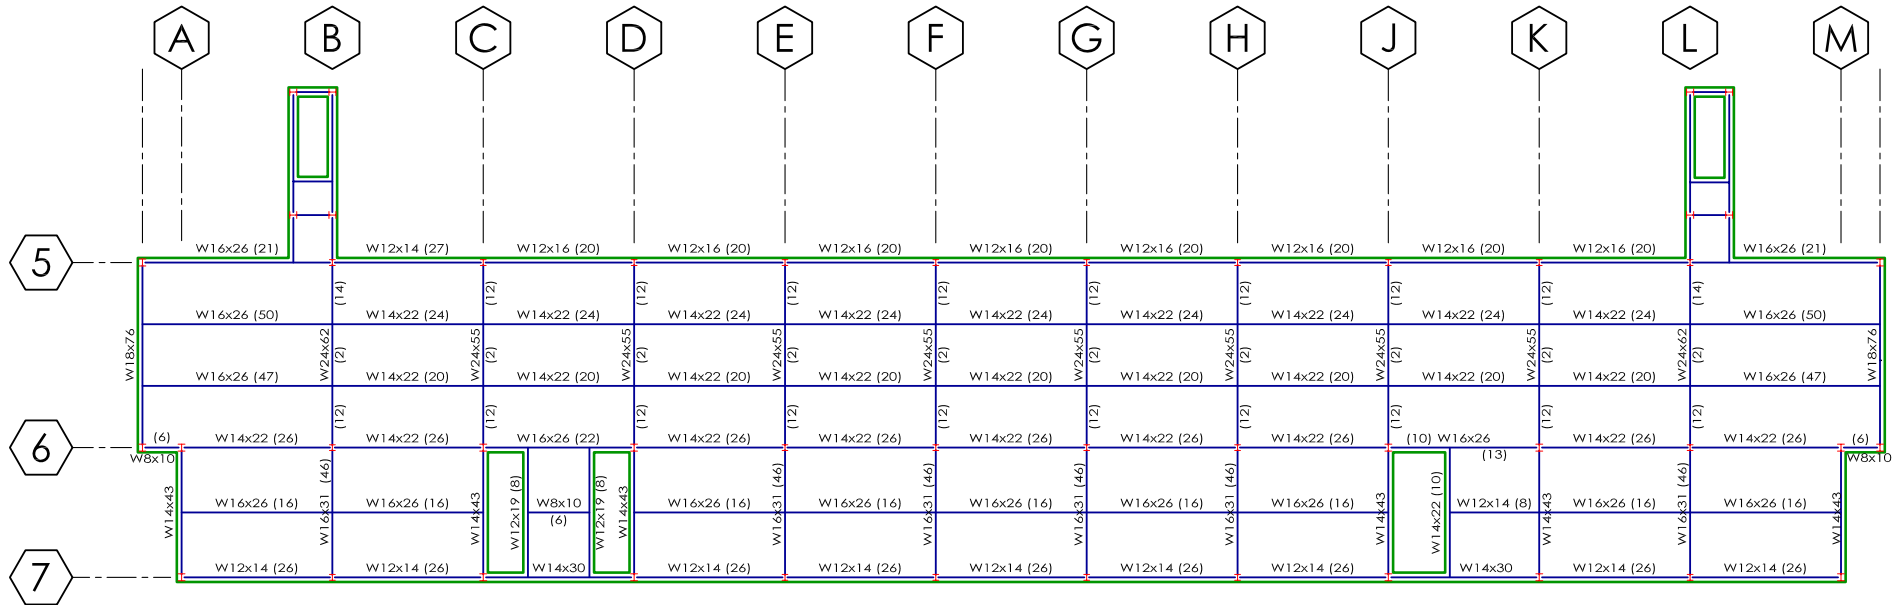 A B C D E F G H J K L M
5 W16x26 (21) W12x14 (27) W12x16 (20) W12x16 (20) W12x16 (20) W12x16 (20) W12x16 (20) W12x16 (20) W12x16 (20) W12x16 (20) W16x26 (21)
(14) (12) (12) (12) (12) (12) (12) (12) (12) (14)
W16x26 (50) W14x22 (24) W14x22 (24) W14x22 (24) W14x22 (24) W14x22 (24) W14x22 (24) W14x22 (24) W14x22 (24) W14x22 (24) W16x26 (50)
W18x76 W24x62 W24x55 W24x55 W24x55 W24x55 W24x55 W24x55 W24x55 W24x55 W24x62 W18x76
(2) (2) (2) (2) (2) (2) (2) (2) (2) (2)
W16x26 (47) W14x22 (20) W14x22 (20) W14x22 (20) W14x22 (20) W14x22 (20) W14x22 (20) W14x22 (20) W14x22 (20) W14x22 (20) W16x26 (47)
(12) (12) (12) (12) (12) (12) (12) (12) (12) (12)
6 (6) W14x22 (26) W14x22 (26) W16x26 (22) W14x22 (26) W14x22 (26) W14x22 (26) W14x22 (26) W14x22 (26) (10) W16x26 W14x22 (26) W14x22 (26) (6)
W8x10 (13) W8x10
W14x43 W16x31 (46) W14x43 W12x19 (8) W12x19 (8) W14x43 W16x31 (46) W16x31 (46) W16x31 (46) W16x31 (46) W14x43 W14x22 (10) W14x43 W16x31 (46) W14x43
W16x26 (16) W16x26 (16) W8x10 W16x26 (16) W16x26 (16) W16x26 (16) W16x26 (16) W16x26 (16) W12x14 (8) W16x26 (16) W16x26 (16)
(6)
7 W12x14 (26) W12x14 (26) W14x30 W12x14 (26) W12x14 (26) W12x14 (26) W12x14 (26) W12x14 (26) W14x30 W12x14 (26) W12x14 (26)